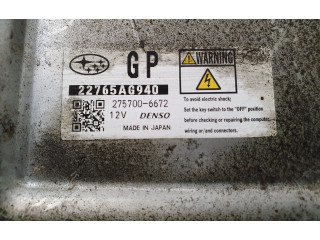 GP
WARNING
22765AG940
275700-6672
12V DENSO
MADE IN JAPAN
To avoid electric shock;
Set the key switch to the "OFF" position
before checking or repairing the computer,
wiring or/and connectors.